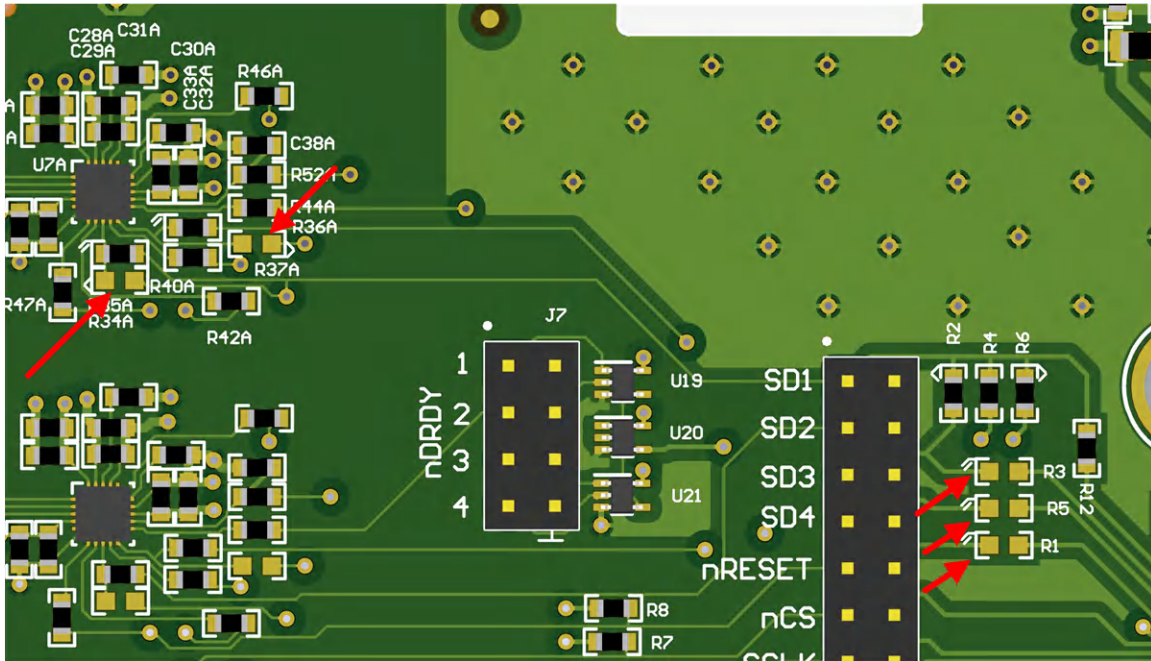 C28A
C31A
C29A
C30A
C33A
C32A
R46A
A
A
C38A
U7A
R52A
R44A
R36A
R37A
R40A
R47A
R35A
R34A
R42A
J7
1
2
3
4
nDRDY
U19
U20
U21
R8
R7
SD1
SD2
SD3
SD4
nRESET
nCS
SCLK
R2
R4
R6
R3
R5
R1
R12